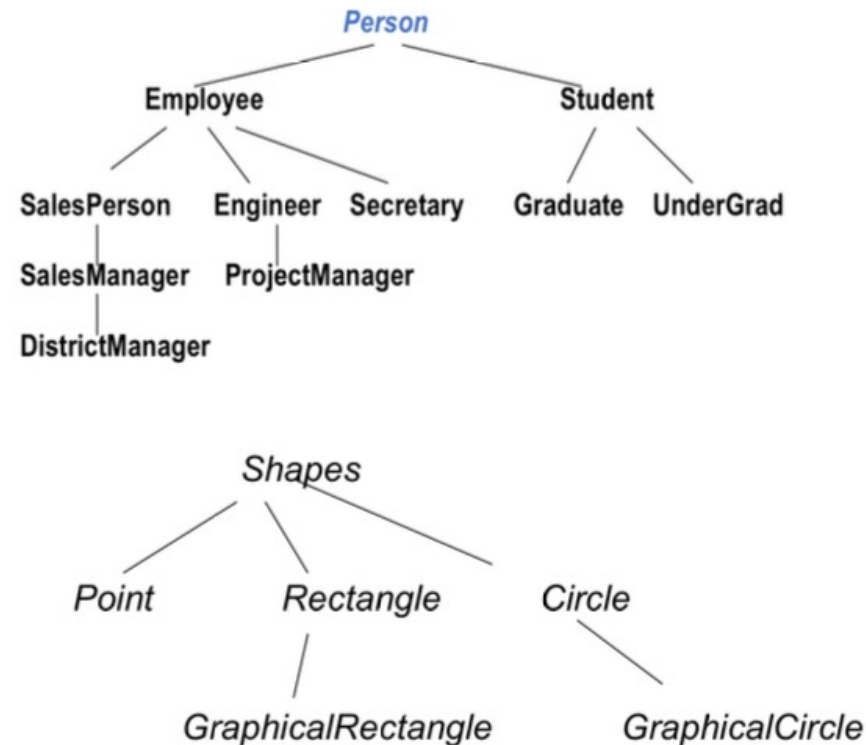 Person
Employee Student
SalesPerson Engineer Secretary Graduate UnderGrad
SalesManager ProjectManager
DistrictManager
Shapes
Point Rectangle Circle
GraphicalRectangle GraphicalCircle